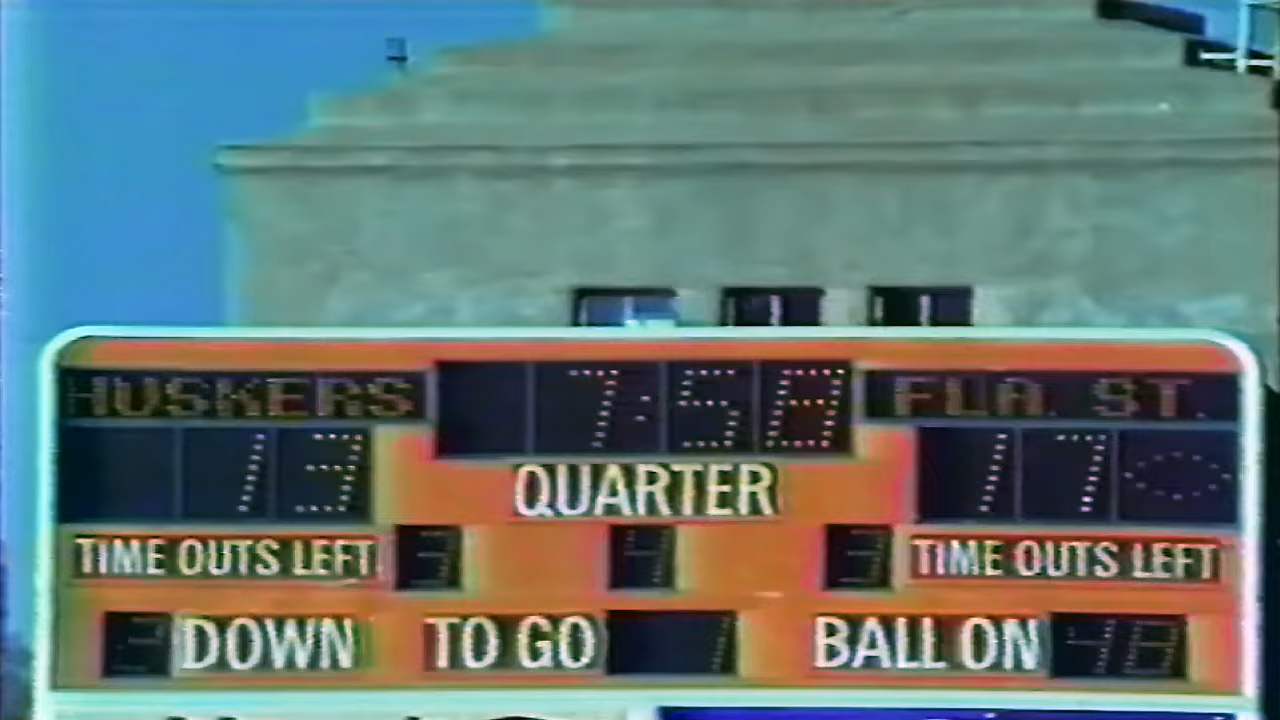 HUSKERS 7:58 FLA. ST.
13 QUARTER 17
TIME OUTS LEFT 3 4 3 TIME OUTS LEFT
3 DOWN TO GO 1 BALL ON 48